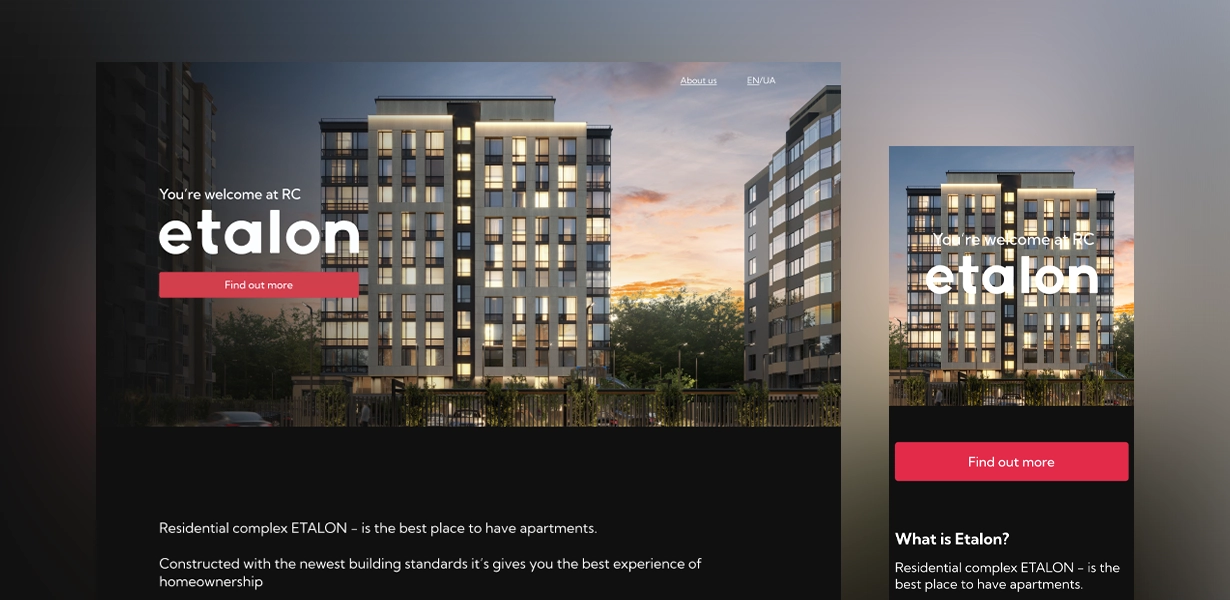 About us
EN/UA
You're welcome at RC
etalon
Find out more
Residential complex ETALON – is the best place to have apartments.
Constructed with the newest building standards it's gives you the best experience of
homeownership
You're welcome at RC
etalon
Find out more
What is Etalon?
Residential complex ETALON – is the
best place to have apartments.